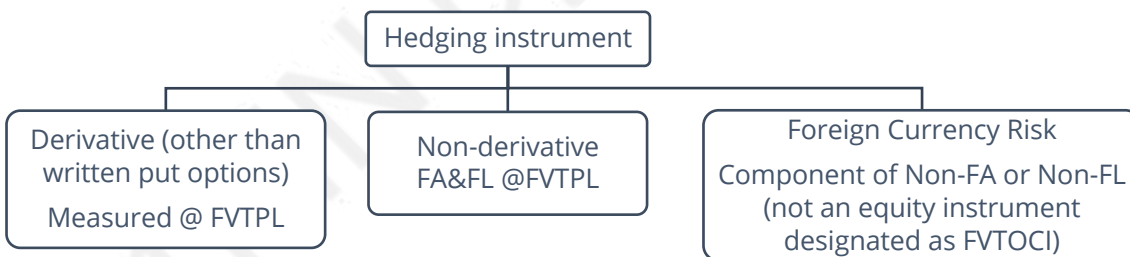 Hedging instrument
Derivative (other than
written put options)
Measured @ FVTPL
Non-derivative
FA&FL @FVTPL
Foreign Currency Risk
Component of Non-FA or Non-FL
(not an equity instrument
designated as FVTOCI)